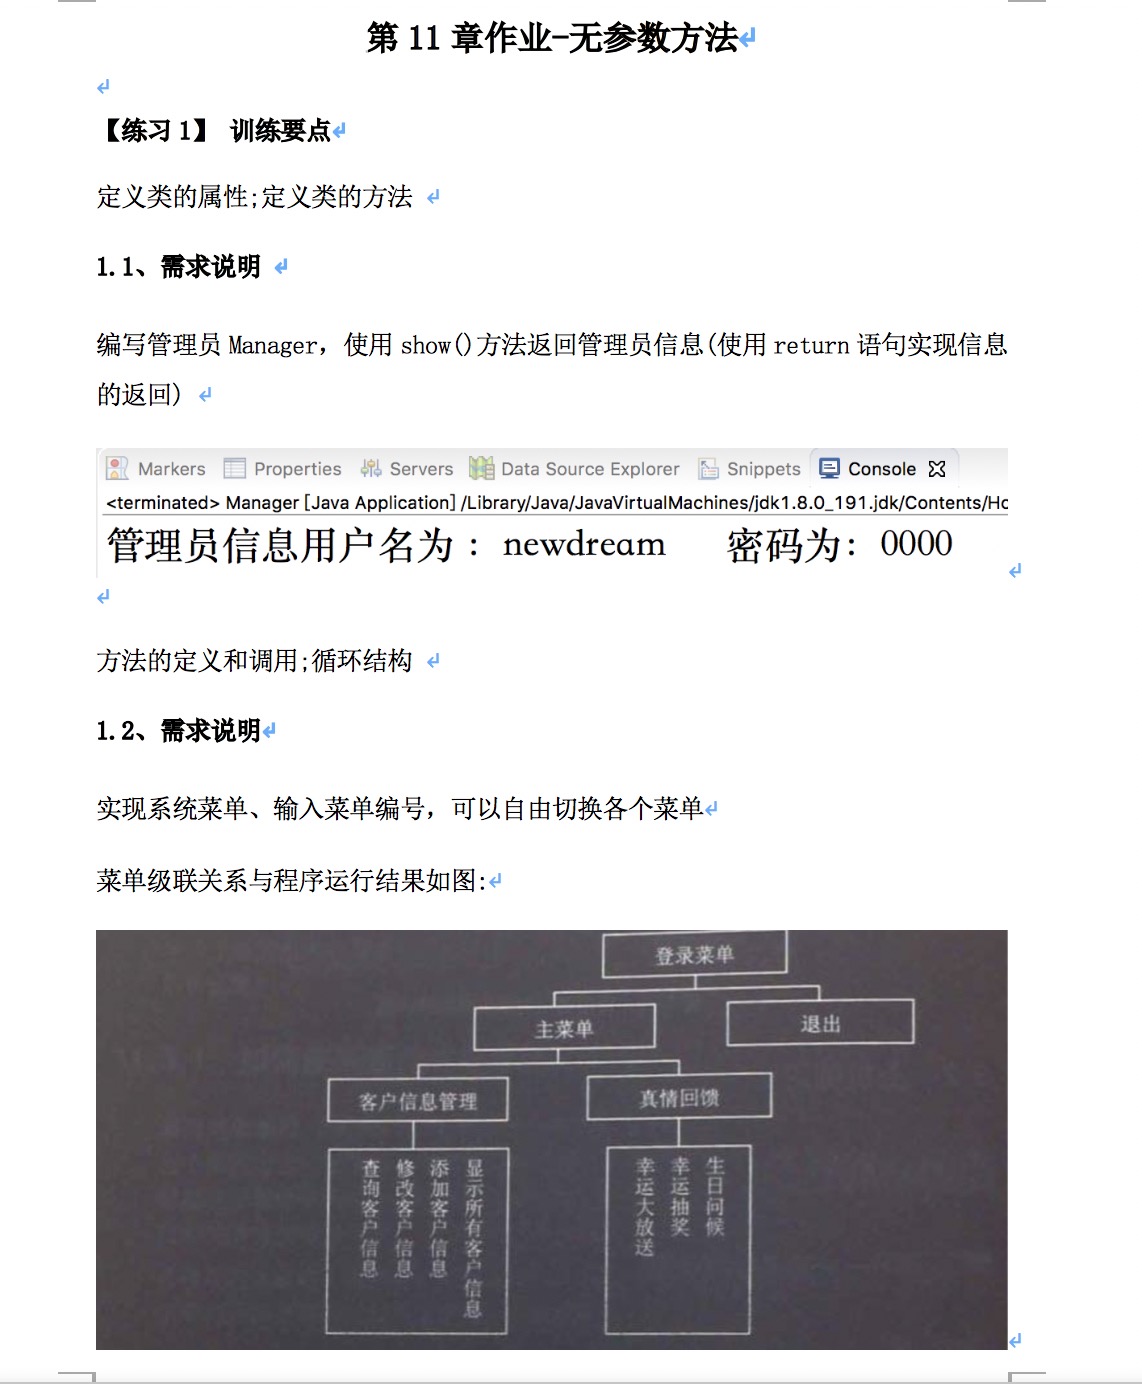 第 11 章作业-无参数方法
【练习 1】 训练要点
定义类的属性;定义类的方法
1.1、需求说明
编写管理员 Manager，使用 show()方法返回管理员信息(使用 return 语句实现信息
的返回)
Markers Properties Servers Data Source Explorer Snippets Console
<terminated> Manager [Java Application] /Library/Java/JavaVirtualMachines/jdk1.8.0_191.jdk/Contents/Ho
管理员信息用户名为 ：newdream 密码为：0000
方法的定义和调用;循环结构
1.2、需求说明
实现系统菜单、输入菜单编号，可以自由切换各个菜单
菜单级联关系与程序运行结果如图:
登录菜单
主菜单
退出
客户信息管理
真情回馈
显示所有客户信息
添加客户信息
修改客户信息
查询客户信息
生日问候
幸运抽奖
幸运大放送